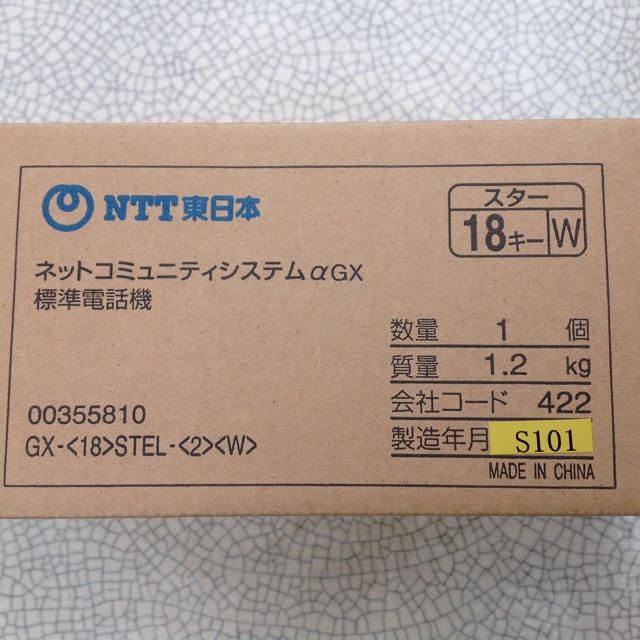 NTT東日本
スター
18キー W
ネットコミュニティシステムαGX
標準電話機
数量 1 個
質量 1.2 kg
会社コード 422
製造年月 S101
00355810
GX-<18>STEL-<2><W>
MADE IN CHINA